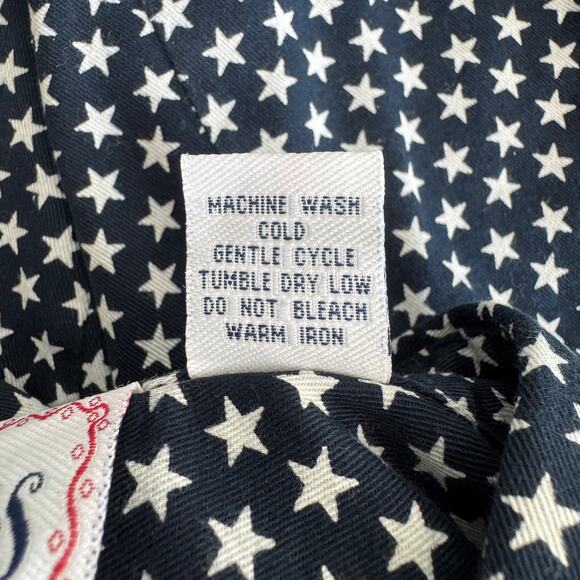 MACHINE WASH
COLD
GENTLE CYCLE
TUMBLE DRY LOW
DO NOT BLEACH
WARM IRON